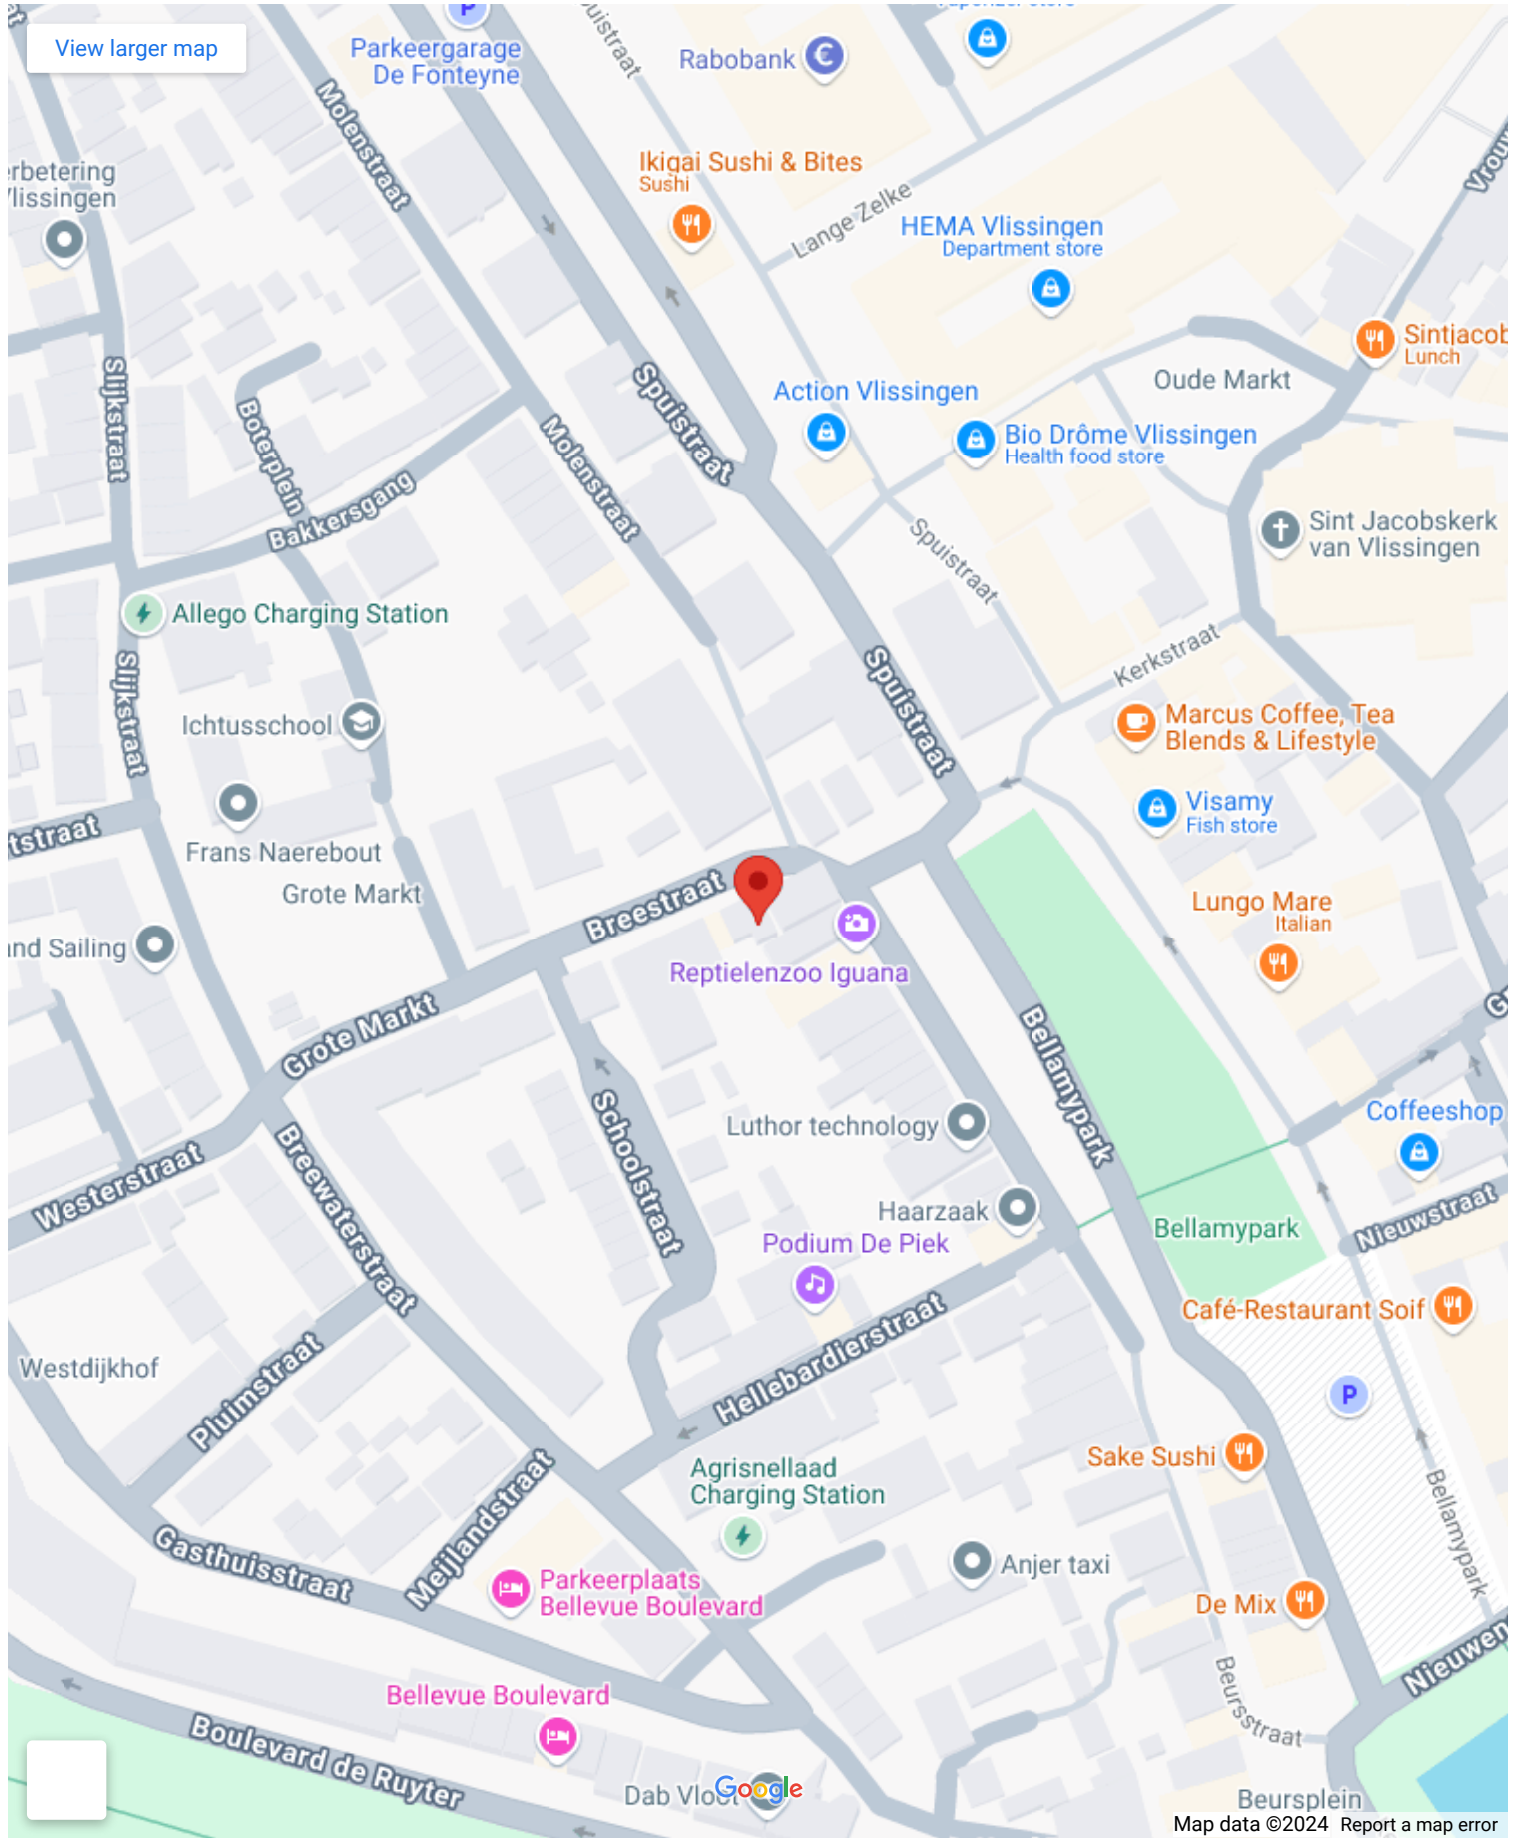 View larger map
Parkeergarage
De Fonteyne
Rabobank
Molenstraat
Ikigai Sushi & Bites
Sushi
Lange Zelke
HEMA Vlissingen
Department store
Lunch
Oude Markt
Slijkstraat
Boterplein
Bakkersgang
Molenstraat
Spuistraat
Action Vlissingen
Bio Drôme Vlissingen
Health food store
Spuistraat
Sint Jacobskerk
van Vlissingen
Allego Charging Station
Slijkstraat
Spuistraat
Kerkstraat
Ichtusschool
Marcus Coffee, Tea
Blends & Lifestyle
Visamy
Fish store
Frans Naerebout
Grote Markt
Breestraat
Lungo Mare
Italian
Reptielenzoo Iguana
Grote Markt
Bellamypark
Schoolstraat
Luthor technology
Coffeeshop
Westerstraat
Breewaterstraat
Haarzaak
Podium De Piek
Bellamypark
Nieuwstraat
Café-Restaurant Soif
Hellebardierstraat
Westdijkhof
Pluimstraat
P
Sake Sushi
Agrisnellaad
Charging Station
Bellamypark
Meijlandstraat
Gasthuisstraat
Parkeerplaats
Bellevue Boulevard
Anjer taxi
De Mix
Beursstraat
Bellevue Boulevard
Boulevard de Ruyter
Google
Beursplein
Map data ©2024 Report a map error